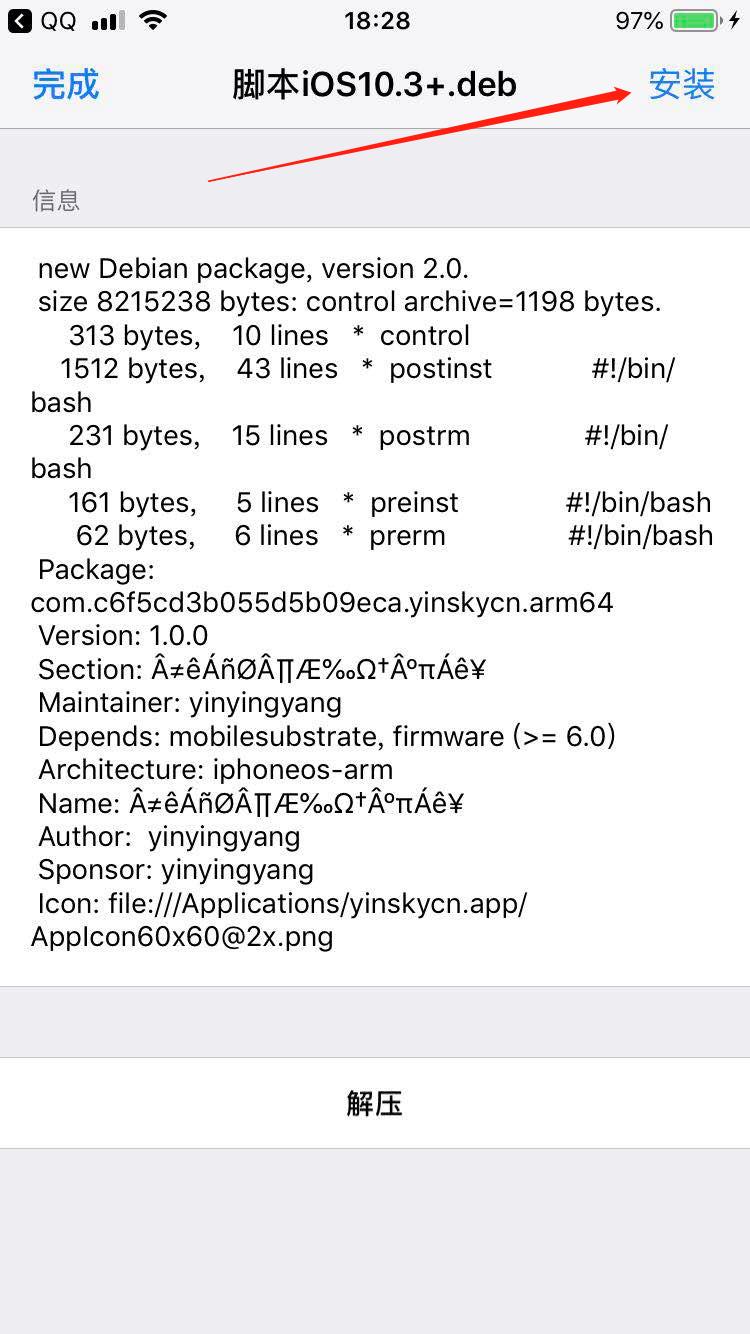 QQ 18:28 97%
完成 脚本iOS10.3+.deb 安装
信息
new Debian package, version 2.0.
size 8215238 bytes: control archive=1198 bytes.
313 bytes, 10 lines * control
1512 bytes, 43 lines * postinst #!/bin/
bash
231 bytes, 15 lines * postrm #!/bin/
bash
161 bytes, 5 lines * preinst #!/bin/bash
62 bytes, 6 lines * prerm #!/bin/bash
Package:
com.c6f5cd3b055d5b09eca.yinskycn.arm64
Version: 1.0.0
Section: Â≠êÁñØÂ∏Æ‰Ω†ÂºπÁê¥
Maintainer: yinyingyang
Depends: mobilesubstrate, firmware (>= 6.0)
Architecture: iphoneos-arm
Name: Â≠êÁñØÂ∏Æ‰Ω†ÂºπÁê¥
Author: yinyingyang
Sponsor: yinyingyang
Icon: file:///Applications/yinskycn.app/
AppIcon60x60@2x.png
解压